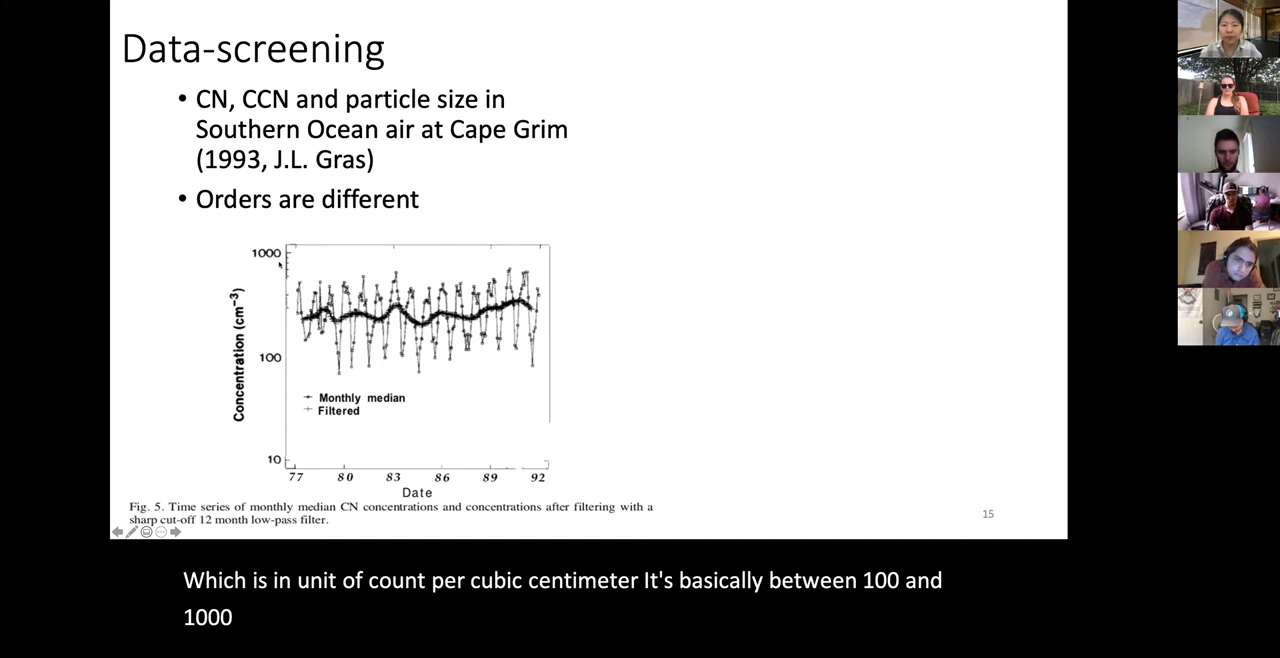 Data-screening
• CN, CCN and particle size in
Southern Ocean air at Cape Grim
(1993, J.L. Gras)
• Orders are different
1000
100
10
Concentration (cm⁻³)
Monthly median
Filtered
77 80 83 86 89 92
Date
Fig. 5. Time series of monthly median CN concentrations and concentrations after filtering with a
sharp cut-off 12 month low-pass filter.
15
Which is in unit of count per cubic centimeter It's basically between 100 and
1000